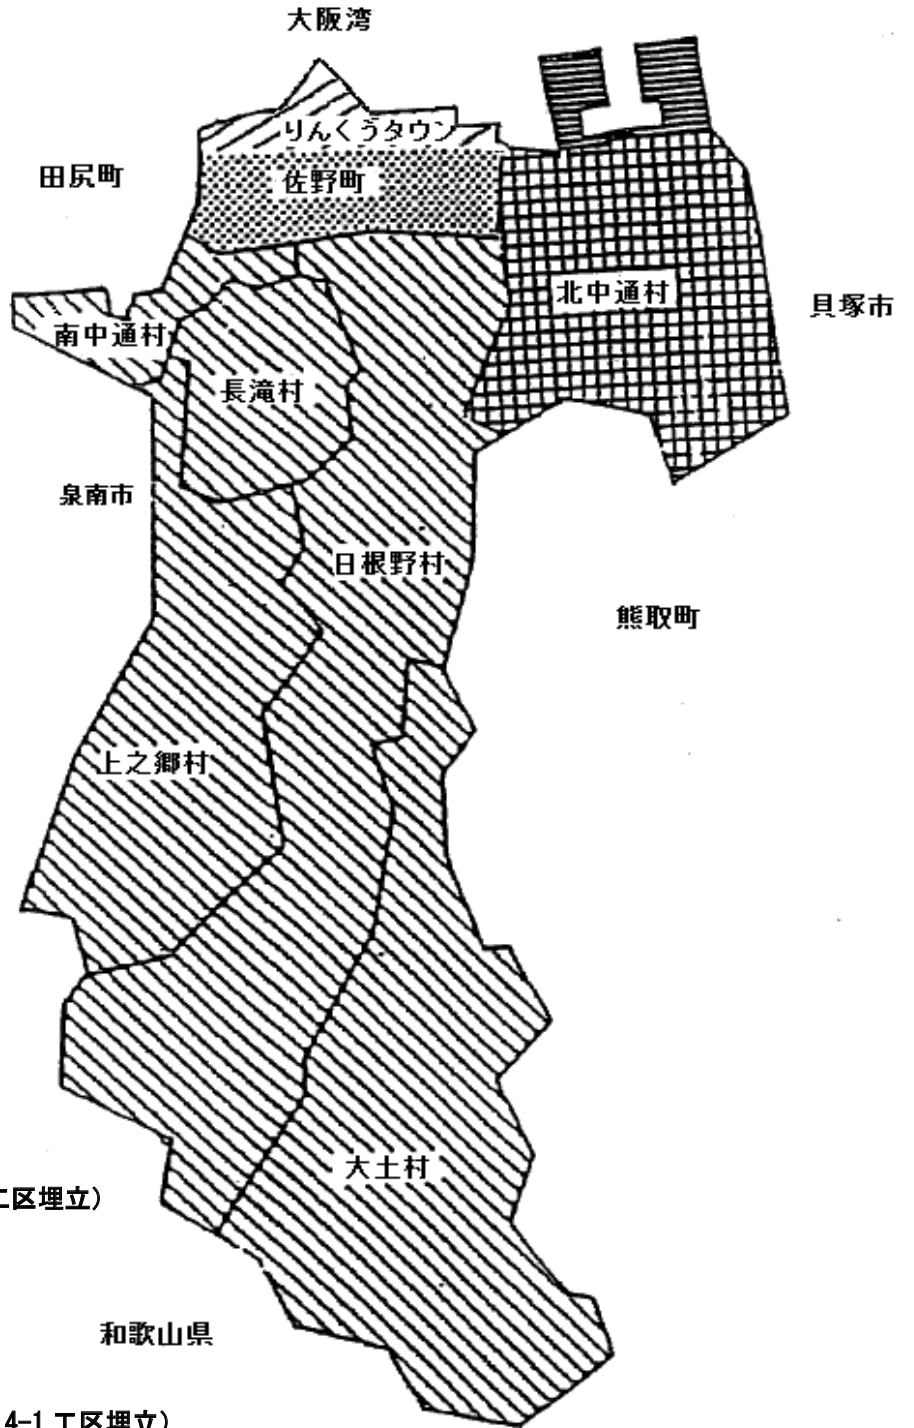 大阪湾
りんくうタウン
田尻町
佐野町
北中通村
貝塚市
南中通村
長滝村
泉南市
日根野村
熊取町
上之郷村
大土村
工区埋立）
和歌山県
4-1 工区埋立）